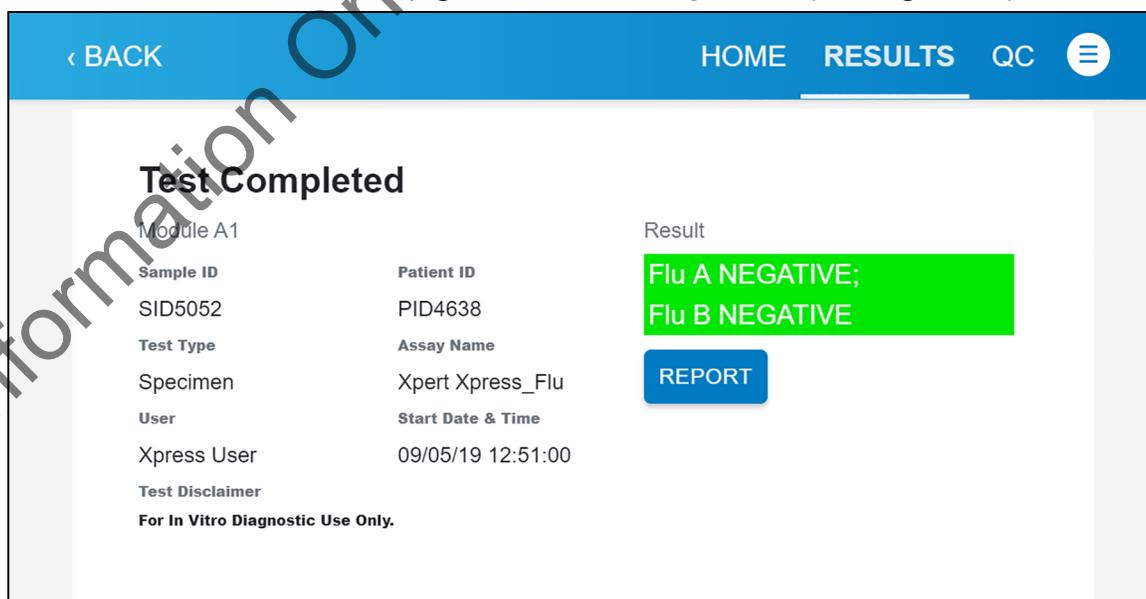 ‹ BACK
HOME RESULTS QC
Test Completed
Module A1
Sample ID Patient ID
SID5052 PID4638
Test Type Assay Name
Specimen Xpert Xpress_Flu
User Start Date & Time
Xpress User 09/05/19 12:51:00
Test Disclaimer
For In Vitro Diagnostic Use Only.
Result
Flu A NEGATIVE;
Flu B NEGATIVE
REPORT